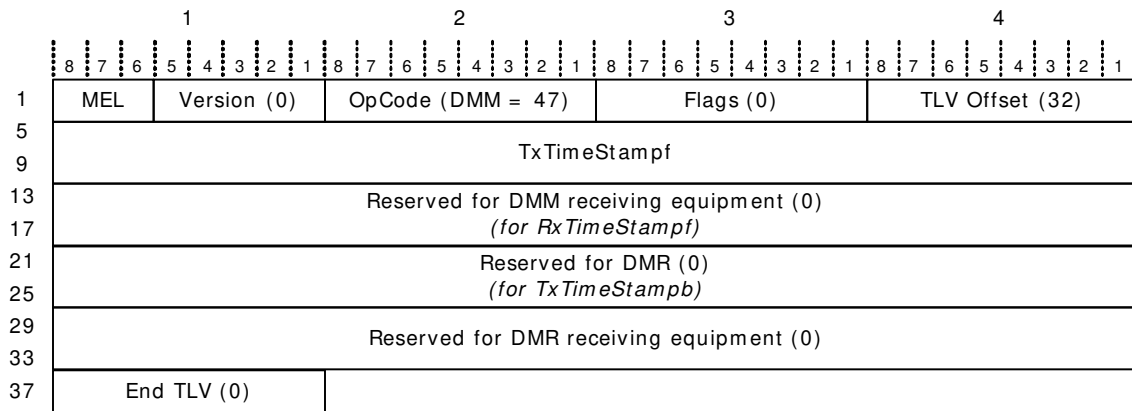 1 2 3 4
8 7 6 5 4 3 2 1 8 7 6 5 4 3 2 1 8 7 6 5 4 3 2 1 8 7 6 5 4 3 2 1
1 MEL Version (0) OpCode (DMM = 47) Flags (0) TLV Offset (32)
5
TxTimeStampf
9
13 Reserved for DMM receiving equipment (0)
17 (for RxTimeStampf)
21 Reserved for DMR (0)
25 (for TxTimeStampb)
29
Reserved for DMR receiving equipment (0)
33
37 End TLV (0)